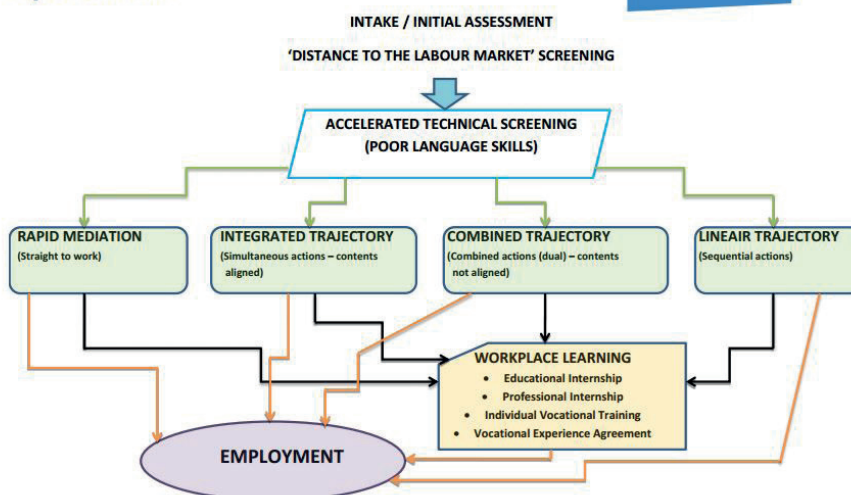 INTAKE / INITIAL ASSESSMENT
'DISTANCE TO THE LABOUR MARKET' SCREENING
ACCELERATED TECHNICAL SCREENING
(POOR LANGUAGE SKILLS)
RAPID MEDIATION
(Straight to work)
INTEGRATED TRAJECTORY
(Simultaneous actions – contents
aligned)
COMBINED TRAJECTORY
(Combined actions (dual) – contents
not aligned)
LINEAIR TRAJECTORY
(Sequential actions)
WORKPLACE LEARNING
• Educational Internship
• Professional Internship
• Individual Vocational Training
• Vocational Experience Agreement
EMPLOYMENT